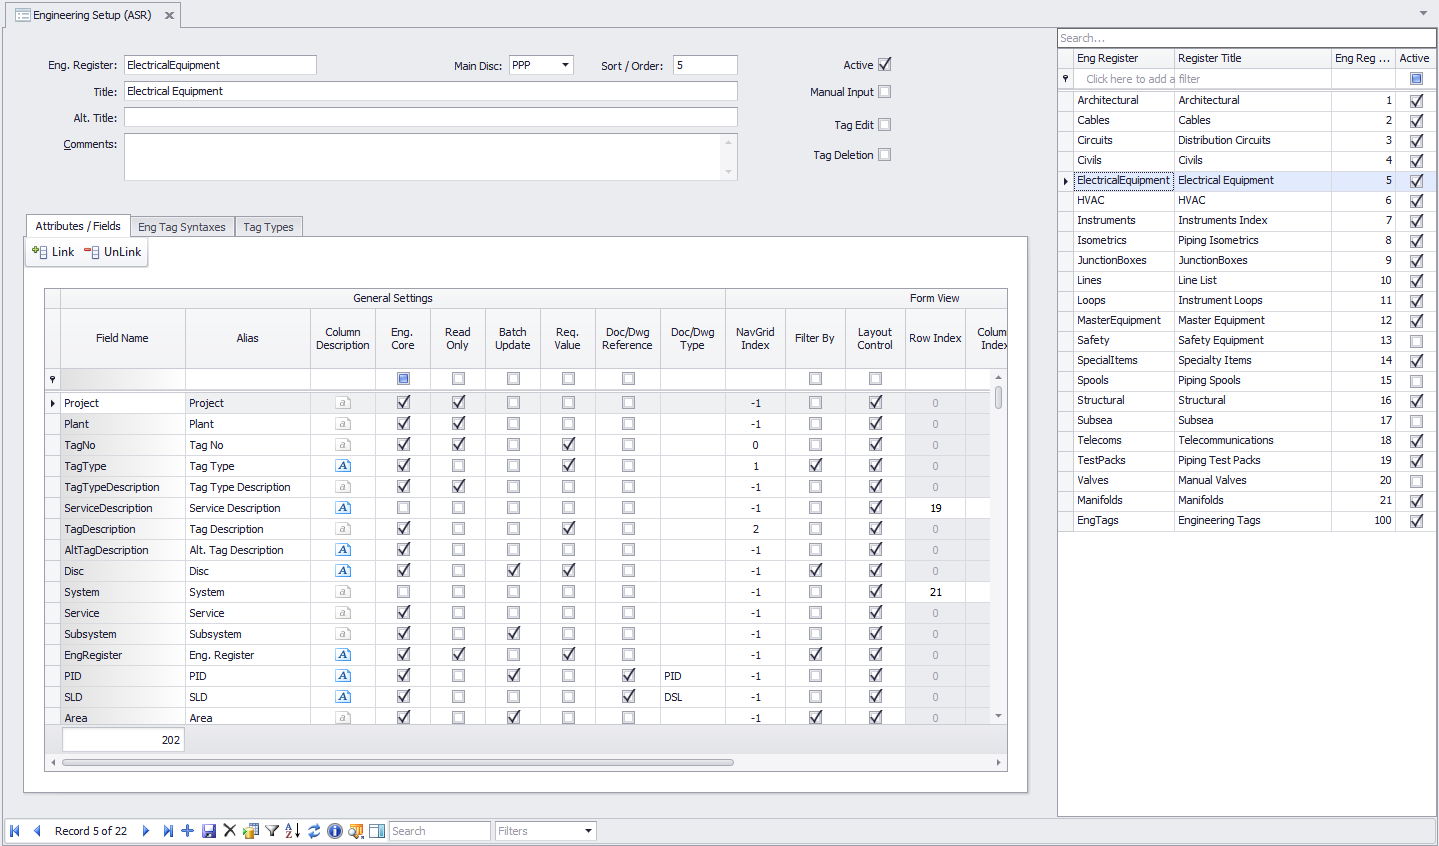 Engineering Setup (ASR)
Eng. Register: ElectricalEquipment
Main Disc: PPP
Sort / Order: 5
Title: Electrical Equipment
Alt. Title:
Comments:
Active
Manual Input
Tag Edit
Tag Deletion
Attributes / Fields
Eng Tag Syntaxes
Tag Types
Link
UnLink
General Settings
Form View
Field Name
Alias
Column Description
Eng. Core
Read Only
Batch Update
Req. Value
Doc/Dwg Reference
Doc/Dwg Type
NavGrid Index
Filter By
Layout Control
Row Index
Colum
Index
Project Project a -1 0
Plant Plant a -1 0
TagNo Tag No a 0 0
TagType Tag Type A 1 0
TagTypeDescription Tag Type Description a -1 0
ServiceDescription Service Description A -1 19
TagDescription Tag Description a 2 0
AltTagDescription Alt. Tag Description A -1 0
Disc Disc A -1 0
System System a -1 21
Service Service a -1 0
Subsystem Subsystem a -1 0
EngRegister Eng. Register A -1 0
PID PID A PID -1 0
SLD SLD A DSL -1 0
Area Area a -1 0
202
Record 5 of 22
A
Z
Search
Filters
Search...
Eng Register Register Title Eng Reg ... Active
Click here to add a filter
Architectural Architectural 1
Cables Cables 2
Circuits Distribution Circuits 3
Civils Civils 4
ElectricalEquipment Electrical Equipment 5
HVAC HVAC 6
Instruments Instruments Index 7
Isometrics Piping Isometrics 8
JunctionBoxes JunctionBoxes 9
Lines Line List 10
Loops Instrument Loops 11
MasterEquipment Master Equipment 12
Safety Safety Equipment 13
SpecialItems Specialty Items 14
Spools Piping Spools 15
Structural Structural 16
Subsea Subsea 17
Telecoms Telecommunications 18
TestPacks Piping Test Packs 19
Valves Manual Valves 20
Manifolds Manifolds 21
EngTags Engineering Tags 100